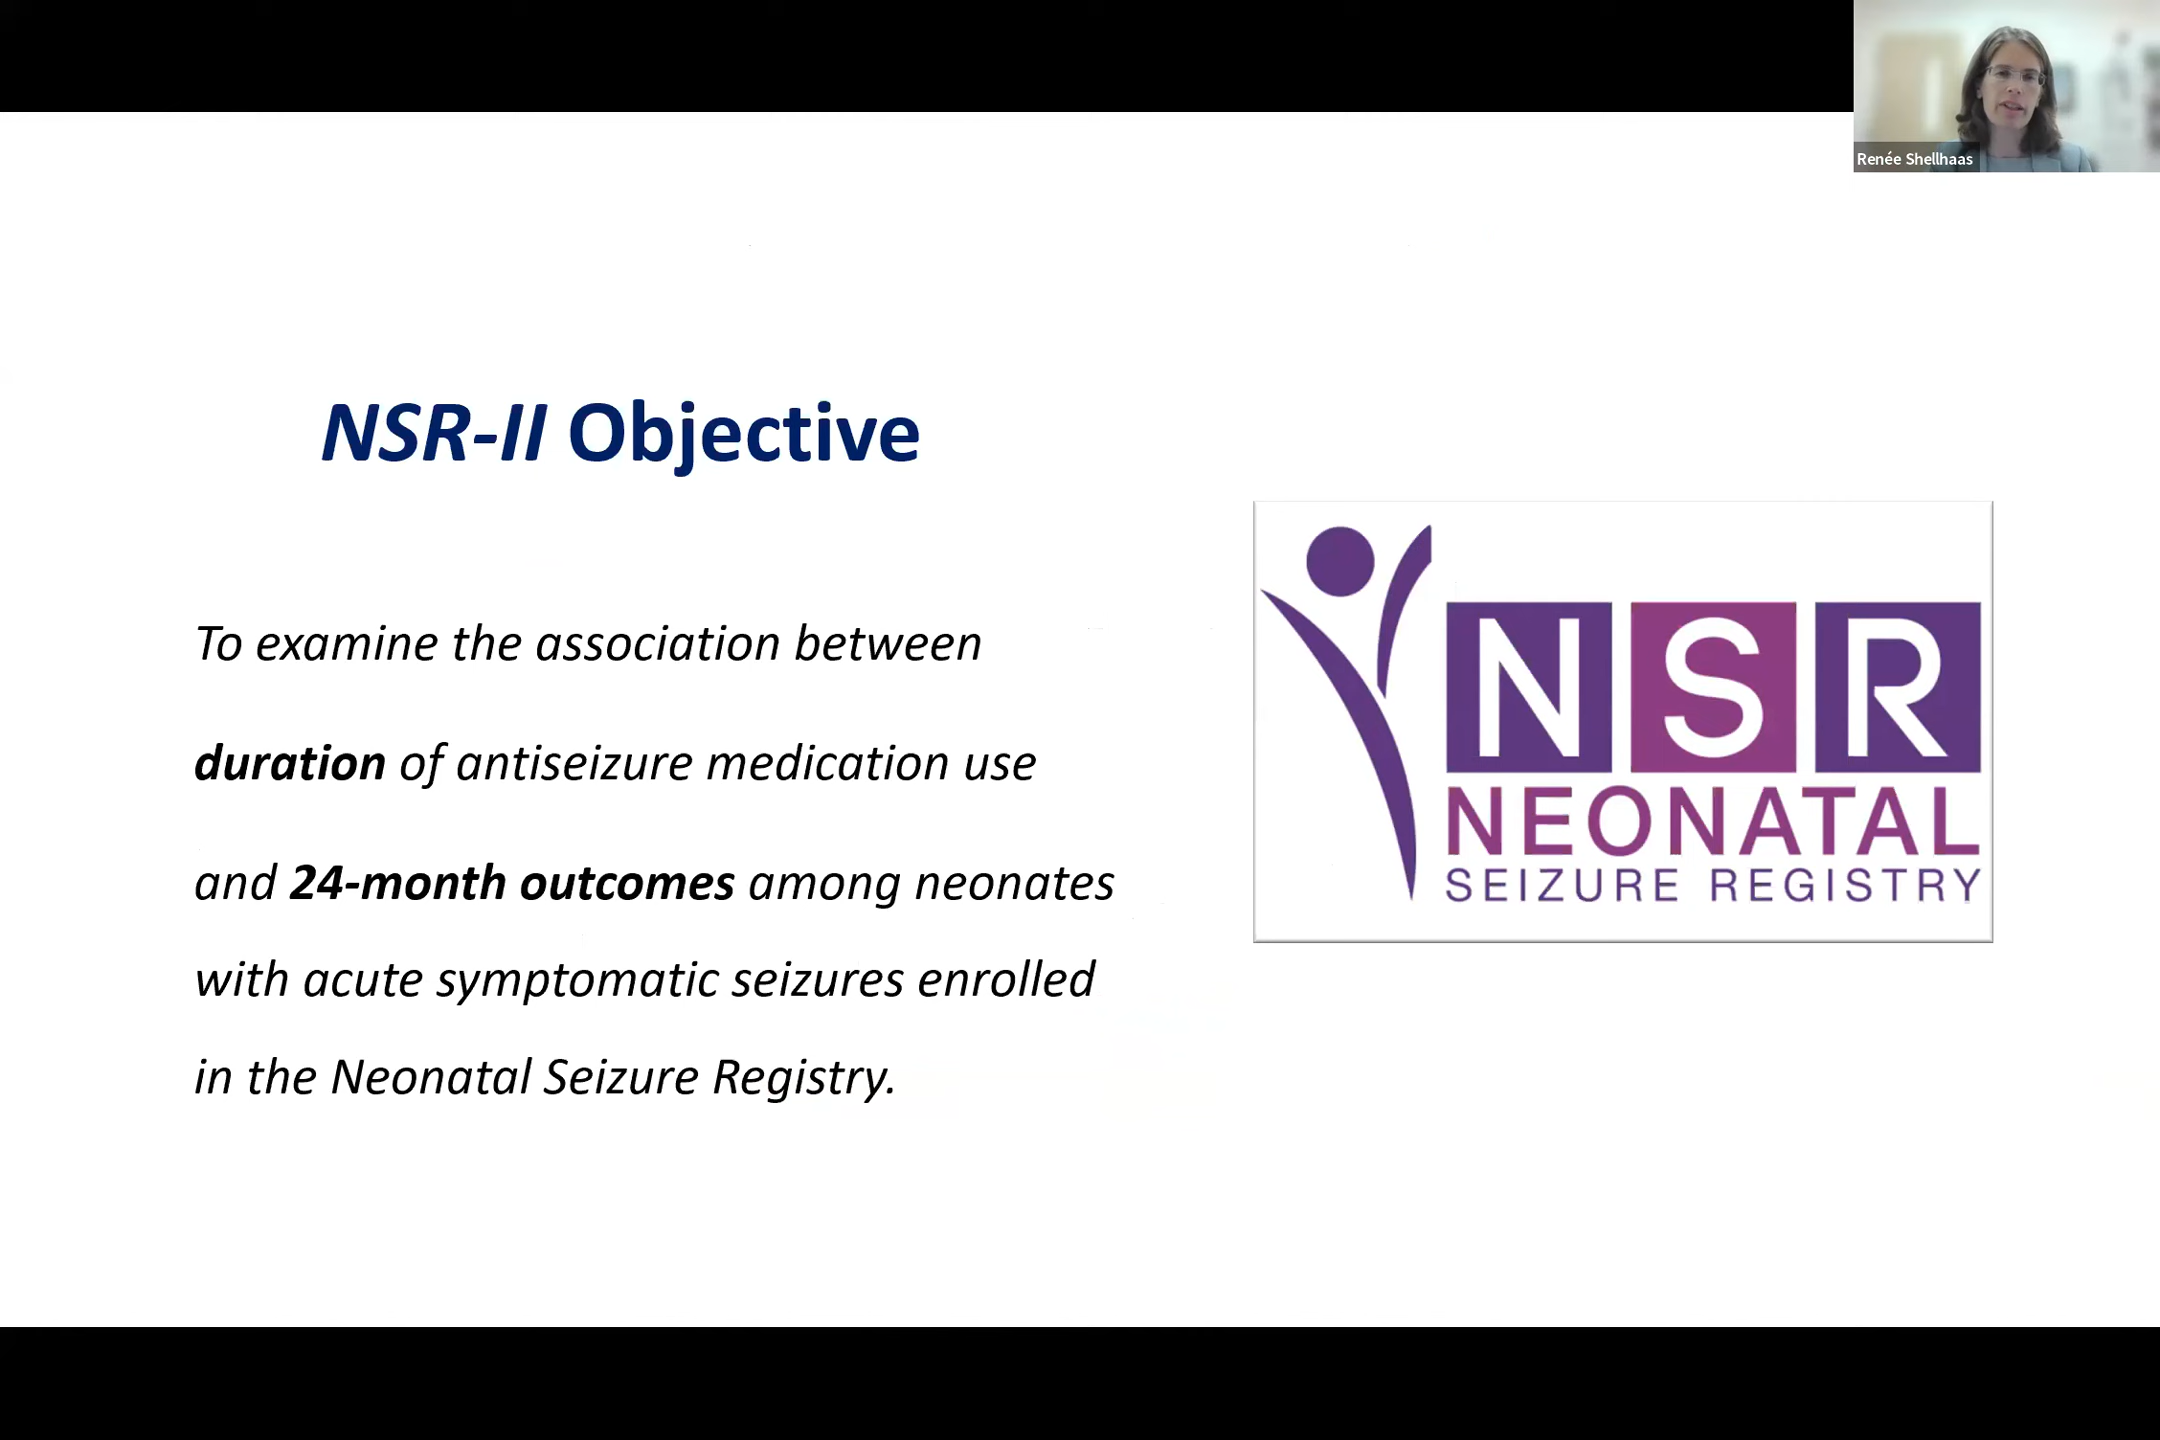 Renée Shellhaas
NSR-II Objective
To examine the association between
duration of antiseizure medication use
and 24-month outcomes among neonates
with acute symptomatic seizures enrolled
in the Neonatal Seizure Registry.
NSR
NEONATAL
SEIZURE REGISTRY